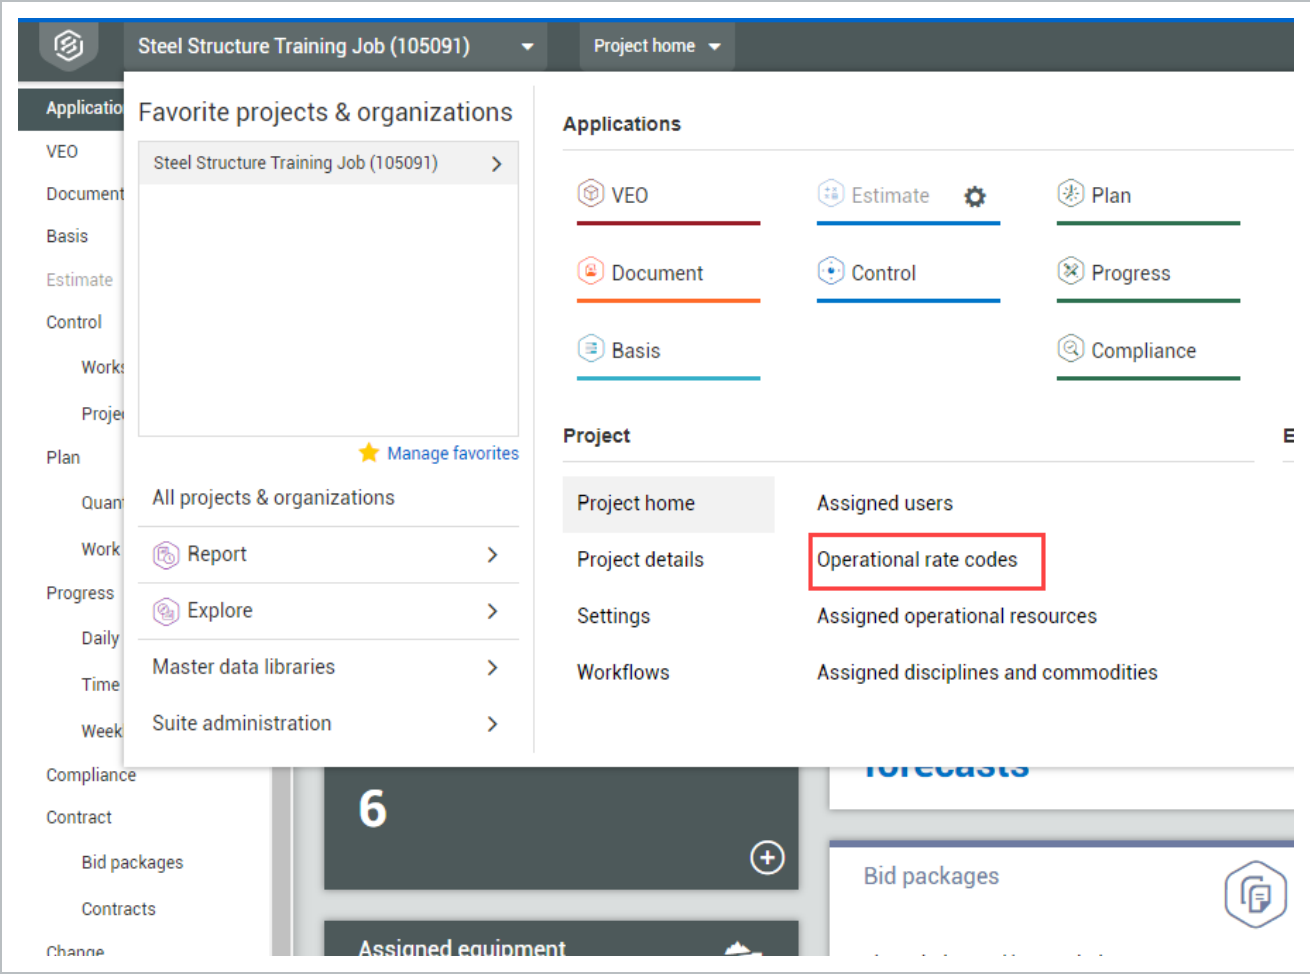 Steel Structure Training Job (105091)
Project home
Favorite projects & organizations
Steel Structure Training Job (105091)
Manage favorites
All projects & organizations
Report
Explore
Master data libraries
Suite administration
Applications
VEO
Estimate
Plan
Document
Control
Progress
Basis
Compliance
Project
E
Project home
Assigned users
Project details
Operational rate codes
Settings
Assigned operational resources
Workflows
Assigned disciplines and commodities
Applicatio
VEO
Document
Basis
Estimate
Control
Works
Projec
Plan
Quan
Work
Progress
Daily
Time
Week
Compliance
Contract
Bid packages
Contracts
Change
6
forecasts
Bid packages
Assigned equipment